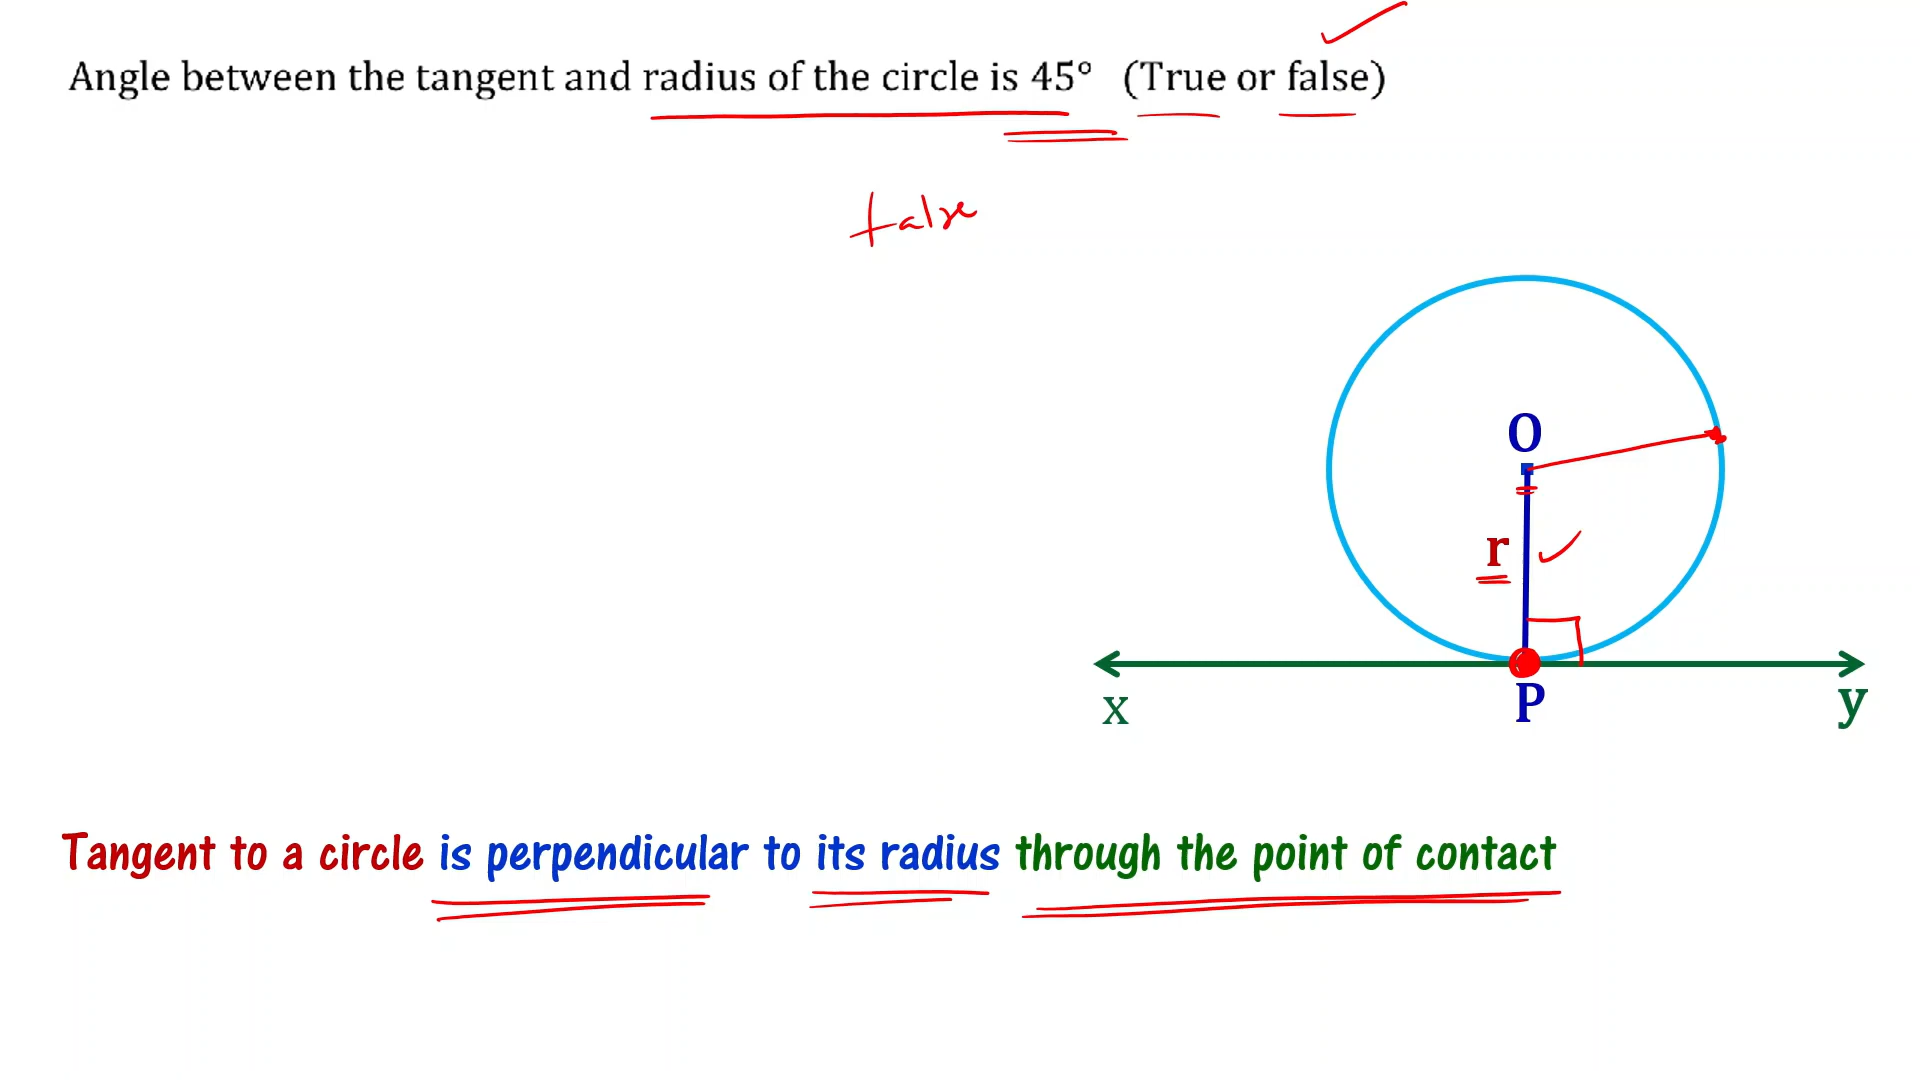 Angle between the tangent and radius of the circle is 45° (True or false)
false
O
r
P
x
y
Tangent to a circle is perpendicular to its radius through the point of contact